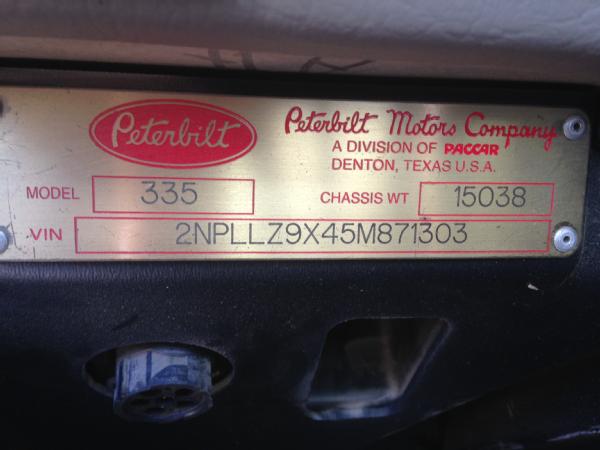 Peterbilt
Peterbilt Motors Company
A DIVISION OF PACCAR
DENTON, TEXAS U.S.A.
MODEL 335 CHASSIS WT 15038
VIN 2NPLLZ9X45M871303